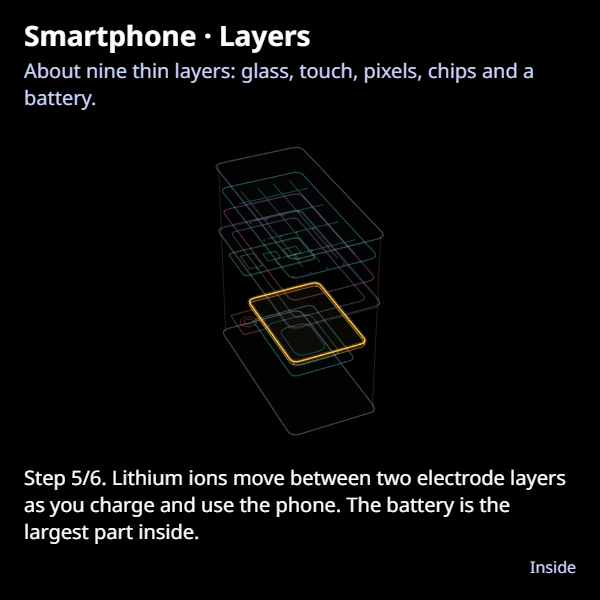 Smartphone · Layers
About nine thin layers: glass, touch, pixels, chips and a
battery.
Step 5/6. Lithium ions move between two electrode layers
as you charge and use the phone. The battery is the
largest part inside.
Inside